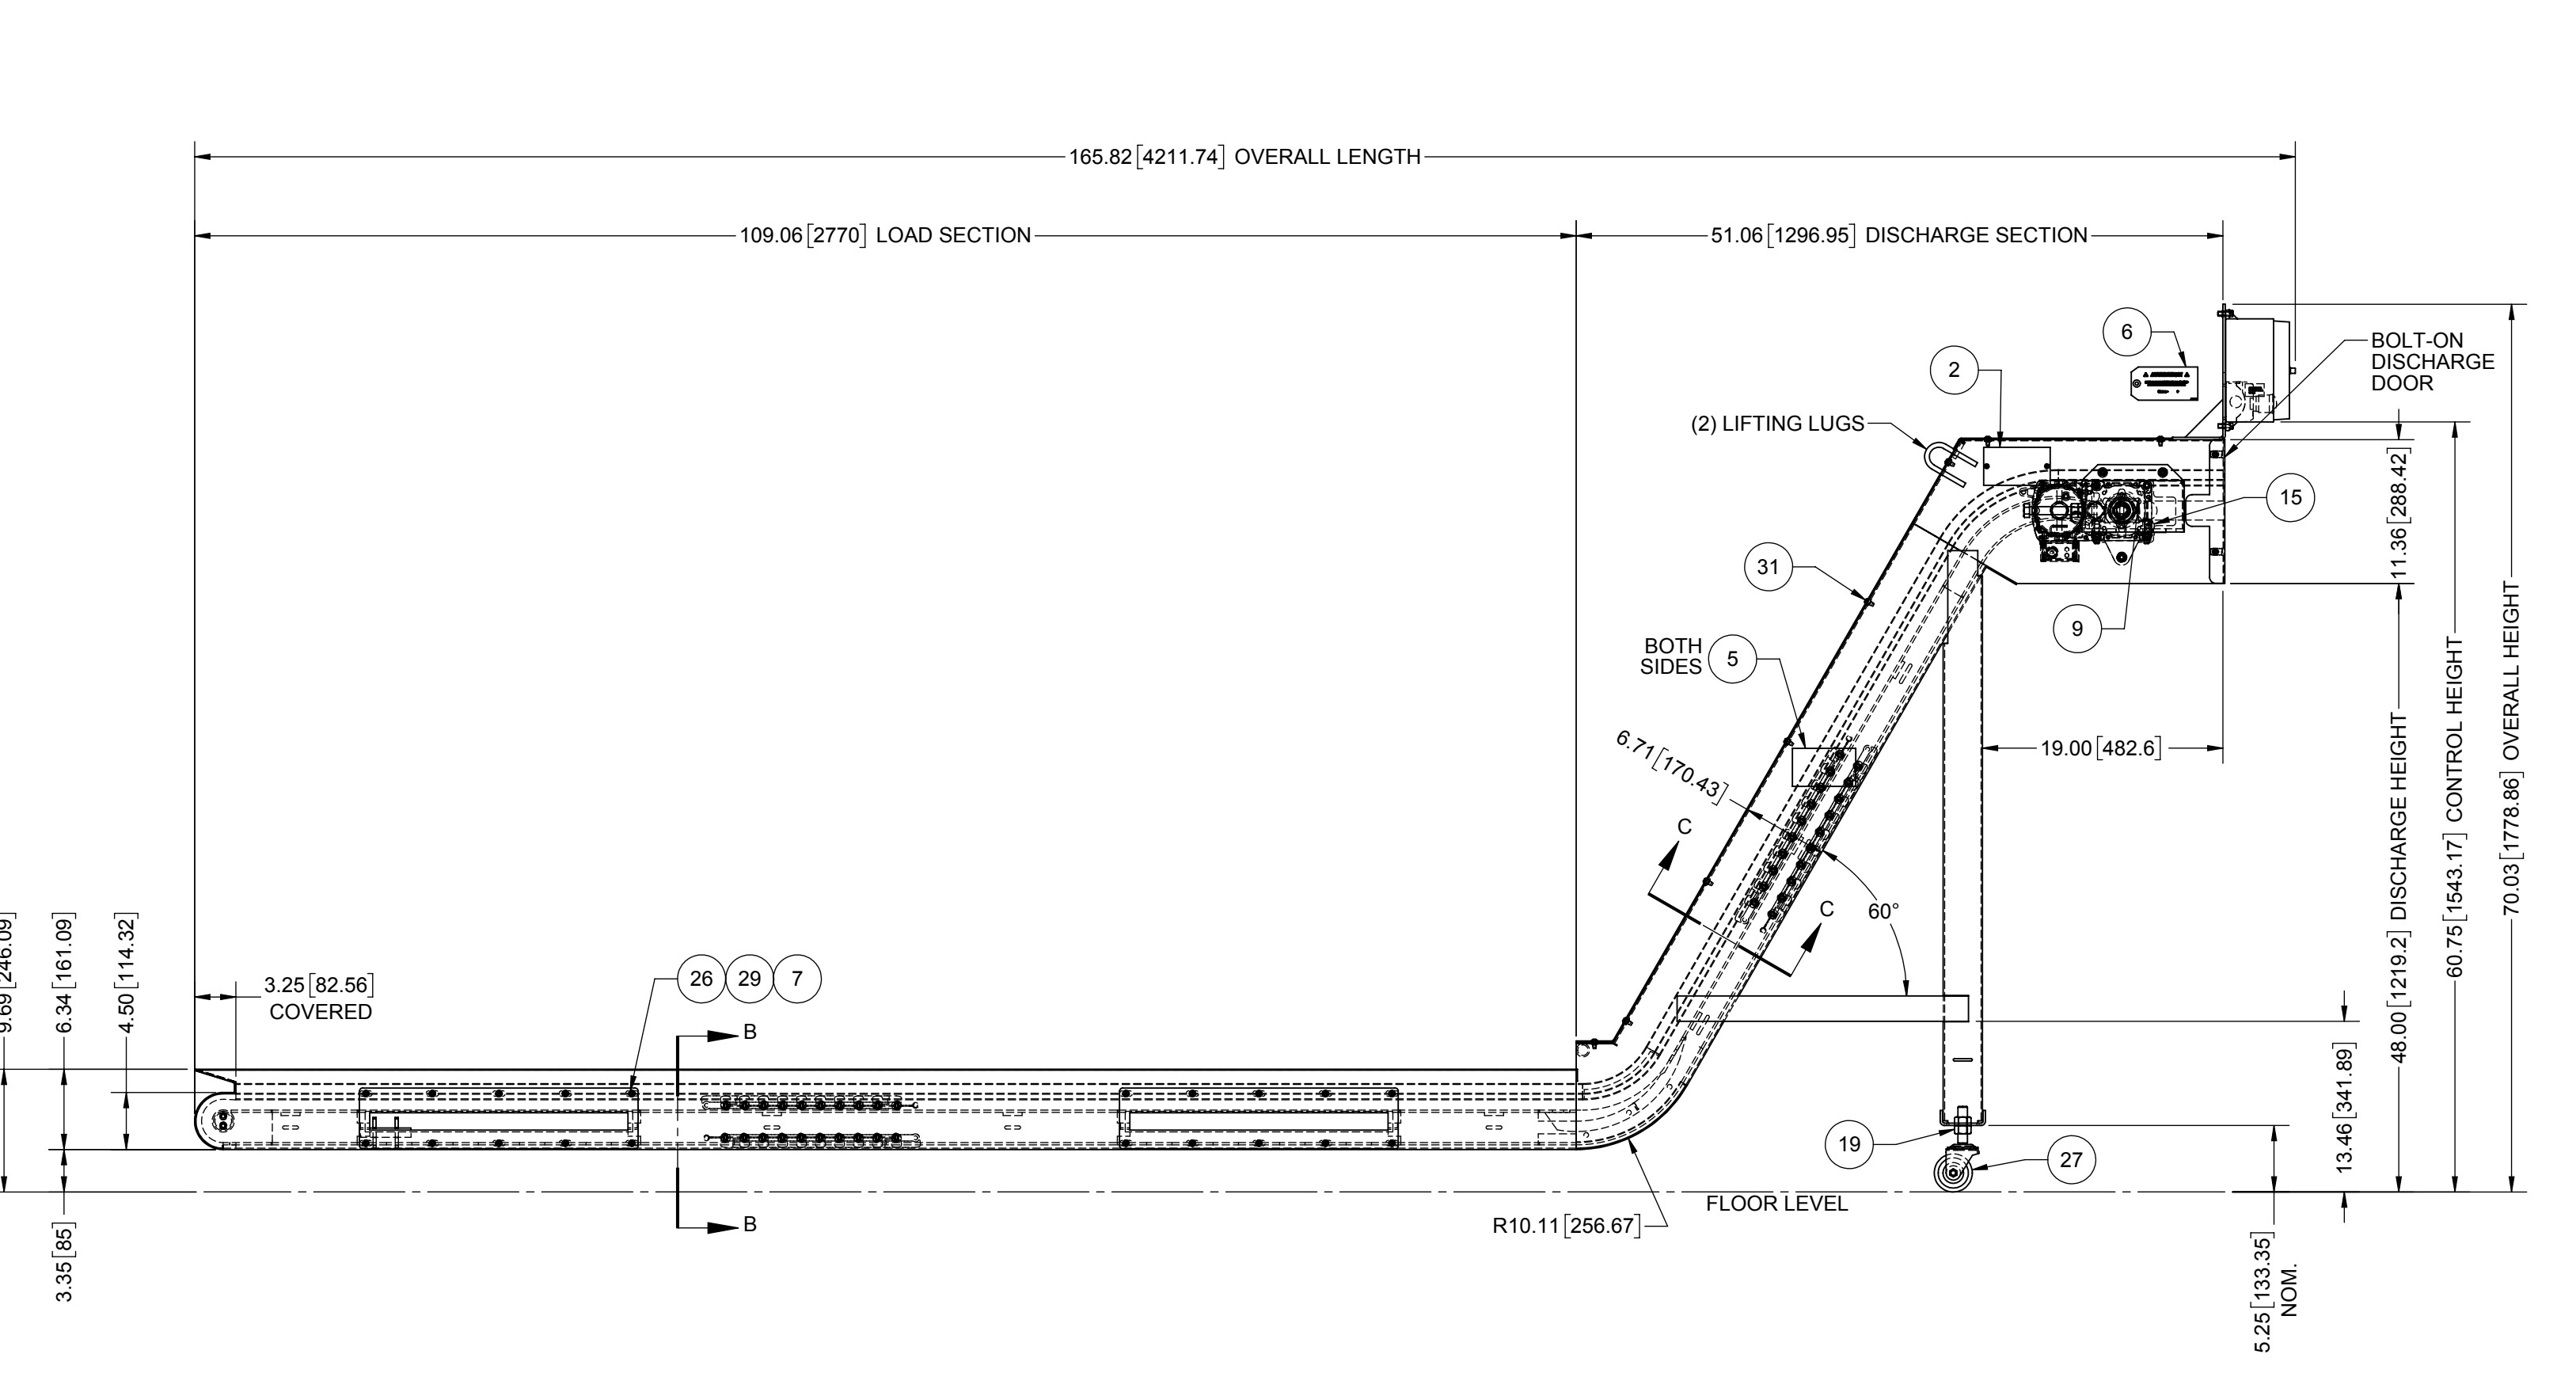 165.82[4211.74] OVERALL LENGTH
109.06[2770] LOAD SECTION
51.06[1296.95] DISCHARGE SECTION
6
BOLT-ON
DISCHARGE
DOOR
2
(2) LIFTING LUGS
15
11.36[288.42]
31
9
BOTH
SIDES
5
19.00[482.6]
6.71[170.43]
C
C
60°
48.00[1219.2] DISCHARGE HEIGHT
60.75[1543.17] CONTROL HEIGHT
70.03[1778.86] OVERALL HEIGHT
9.69[246.09]
6.34[161.09]
4.50[114.32]
3.25[82.56]
COVERED
26
29
7
B
B
3.35[85]
19
27
13.46[341.89]
FLOOR LEVEL
R10.11[256.67]
5.25[133.35]
NOM.